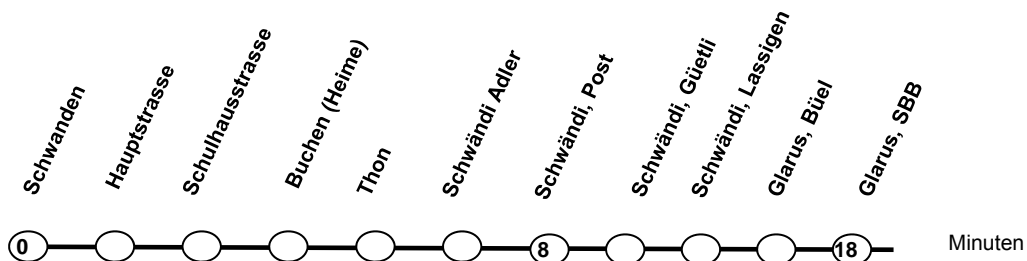 Schwanden
Hauptstrasse
Schulhausstrasse
Buchen (Heime)
Thon
Schwändi Adler
Schwändi, Post
Schwändi, Güetli
Schwändi, Lassigen
Glarus, Büel
Glarus, SBB
0 8 18 Minuten